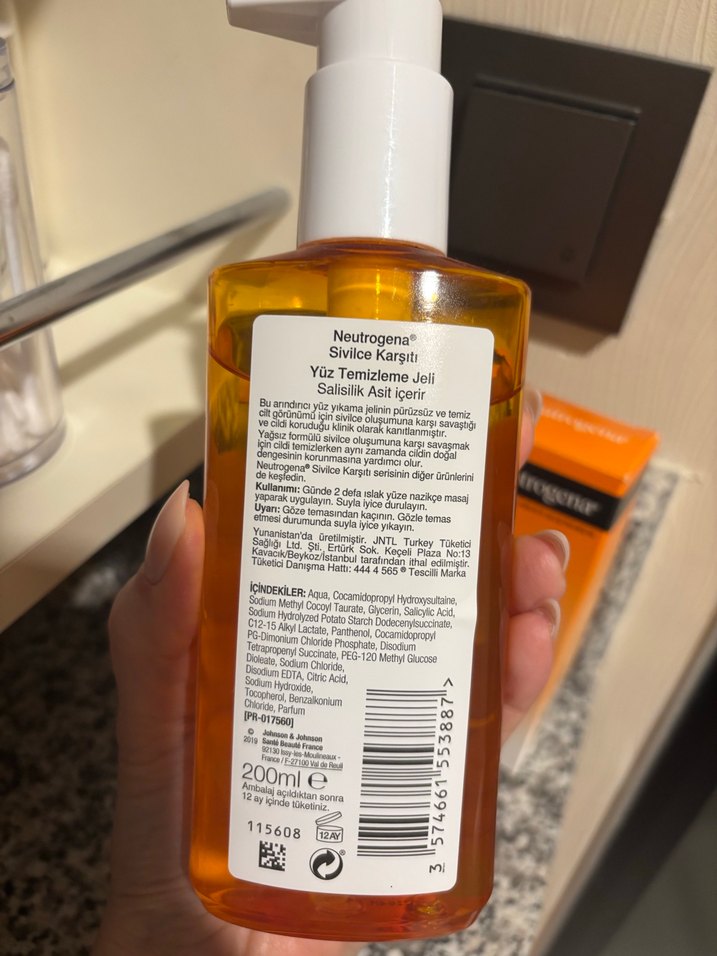 Neutrogena®
Sivilce Karşıtı
Yüz Temizleme Jeli
Salisilik Asit içerir
Bu arındırıcı yüz yıkama jelinin pürüzsüz ve temiz
cilt görünümü için sivilce oluşumuna karşı savaştığı
ve cildi koruduğu klinik olarak kanıtlanmıştır.
Yağsız formülü sivilce oluşumuna karşı savaşmak
için cildi temizlerken aynı zamanda cildin doğal
dengesinin korunmasına yardımcı olur.
Neutrogena® Sivilce Karşıtı serisinin diğer ürünlerini
de keşfedin.
Kullanımı: Günde 2 defa ıslak yüze nazikçe masaj
yaparak uygulayın. Suyla iyice durulayın.
Uyarı: Göze temasından kaçının. Gözle temas
etmesi durumunda suyla iyice yıkayın.
Yunanistan'da üretilmiştir. JNTL Turkey Tüketici
Sağlığı Ltd. Şti. Ertürk Sok. Keçeli Plaza No:13
Kavacık/Beykoz/İstanbul tarafından ithal edilmiştir.
Tüketici Danışma Hattı: 444 4 565 ® Tescilli Marka
İÇİNDEKİLER: Aqua, Cocamidopropyl Hydroxysultaine,
Sodium Methyl Cocoyl Taurate, Glycerin, Salicylic Acid,
Sodium Hydrolyzed Potato Starch Dodecenylsuccinate,
C12-15 Alkyl Lactate, Panthenol, Cocamidopropyl
PG-Dimonium Chloride Phosphate, Disodium
Tetrapropenyl Succinate, PEG-120 Methyl Glucose
Dioleate, Sodium Chloride,
Disodium EDTA, Citric Acid,
Sodium Hydroxide,
Tocopherol, Benzalkonium
Chloride, Parfum
[PR-017560]
© 2019 Johnson & Johnson
Santé Beauté France
92130 Issy-les-Moulineaux -
France / F-27100 Val de Reuil
200ml e
Ambalaj açıldıktan sonra
12 ay içinde tüketiniz.
115608
12AY
3 574661 553887 >
Neutrogena®
trogena®